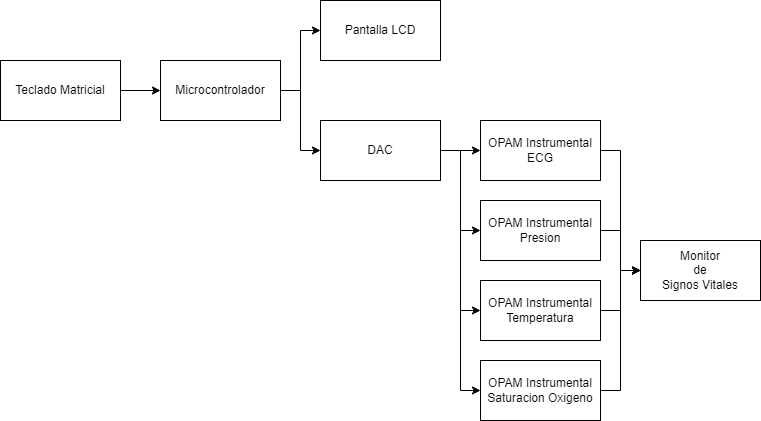 Pantalla LCD
Teclado Matricial
Microcontrolador
DAC
OPAM Instrumental
ECG
OPAM Instrumental
Presion
OPAM Instrumental
Temperatura
OPAM Instrumental
Saturacion Oxigeno
Monitor
de
Signos Vitales